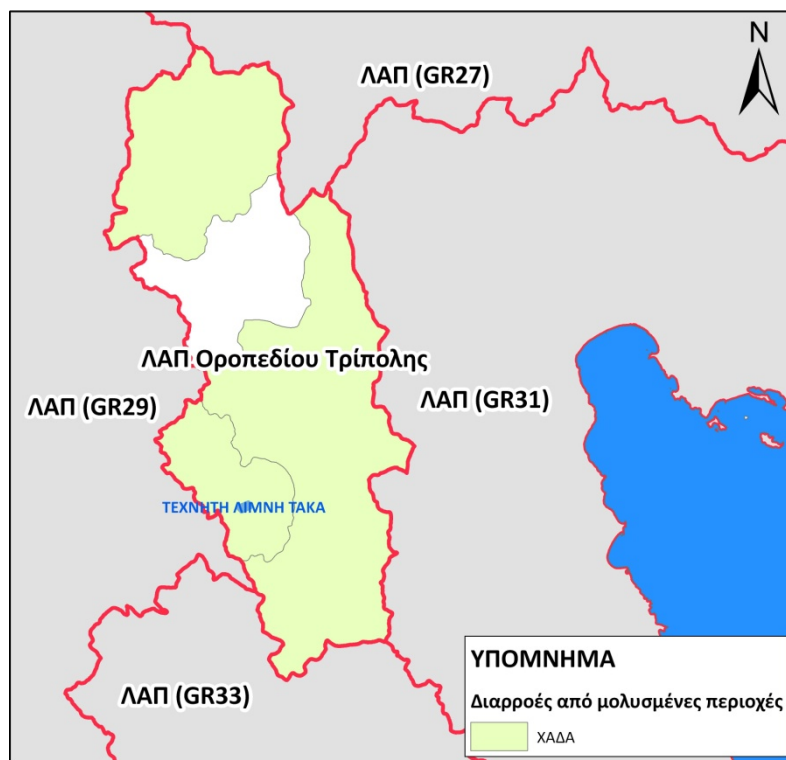 N
ΛΑΠ (GR27)
ΛΑΠ Οροπεδίου Τρίπολης
ΛΑΠ (GR29)
ΛΑΠ (GR31)
ΤΕΧΝΗΤΗ ΛΙΜΝΗ ΤΑΚΑ
ΛΑΠ (GR33)
ΥΠΟΜΝΗΜΑ
Διαρροές από μολυσμένες περιοχές
ΧΑΔΑ